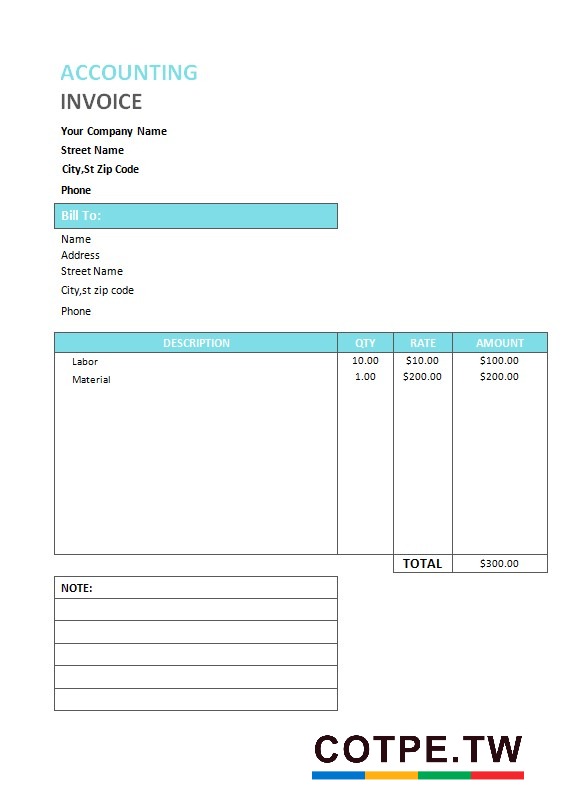 ACCOUNTING
INVOICE
Your Company Name
Street Name
City,St Zip Code
Phone
Bill To:
Name
Address
Street Name
City,st zip code
Phone
DESCRIPTION QTY RATE AMOUNT
Labor 10.00 $10.00 $100.00
Material 1.00 $200.00 $200.00
TOTAL $300.00
NOTE:
COTPE.TW